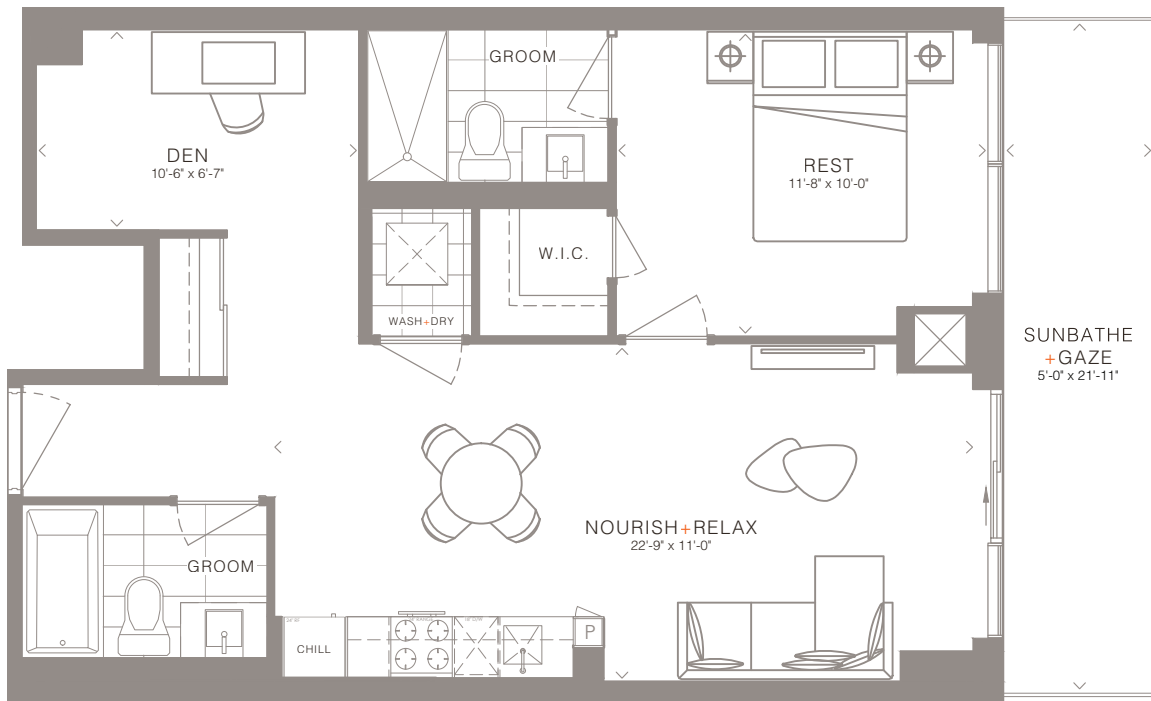 GROOM
DEN
10'-6" x 6'-7"
REST
11'-8" x 10'-0"
W.I.C.
WASH+DRY
SUNBATHE
+GAZE
5'-0" x 21'-11"
NOURISH+RELAX
22'-9" x 11'-0"
GROOM
CHILL
P